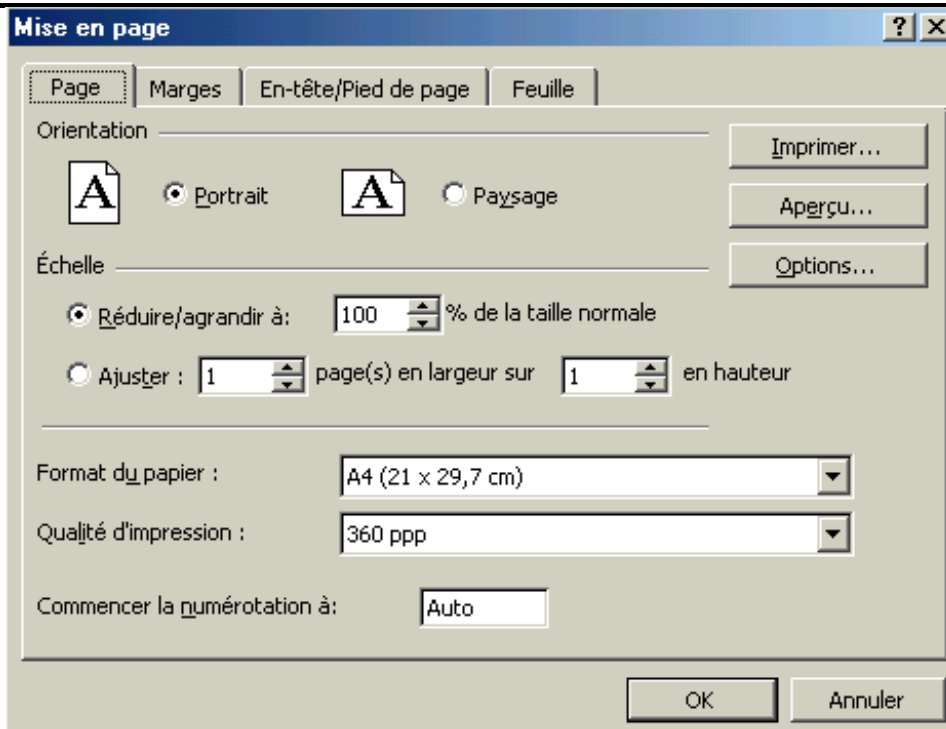 Mise en page
Page Marges En-tête/Pied de page Feuille
Orientation
A Portrait A Paysage
Imprimer...
Aperçu...
Options...
Échelle
Réduire/agrandir à: 100 % de la taille normale
Ajuster : 1 page(s) en largeur sur 1 en hauteur
Format du papier : A4 (21 x 29,7 cm)
Qualité d'impression : 360 ppp
Commencer la numérotation à: Auto
OK Annuler